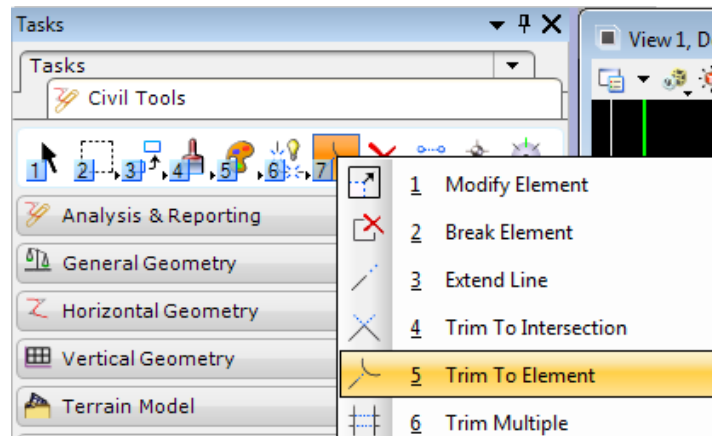 Tasks
View 1, D
Tasks
Civil Tools
1 2 3 4 5 6 7
1 Modify Element
Analysis & Reporting
2 Break Element
General Geometry
3 Extend Line
Horizontal Geometry
4 Trim To Intersection
Vertical Geometry
5 Trim To Element
Terrain Model
6 Trim Multiple